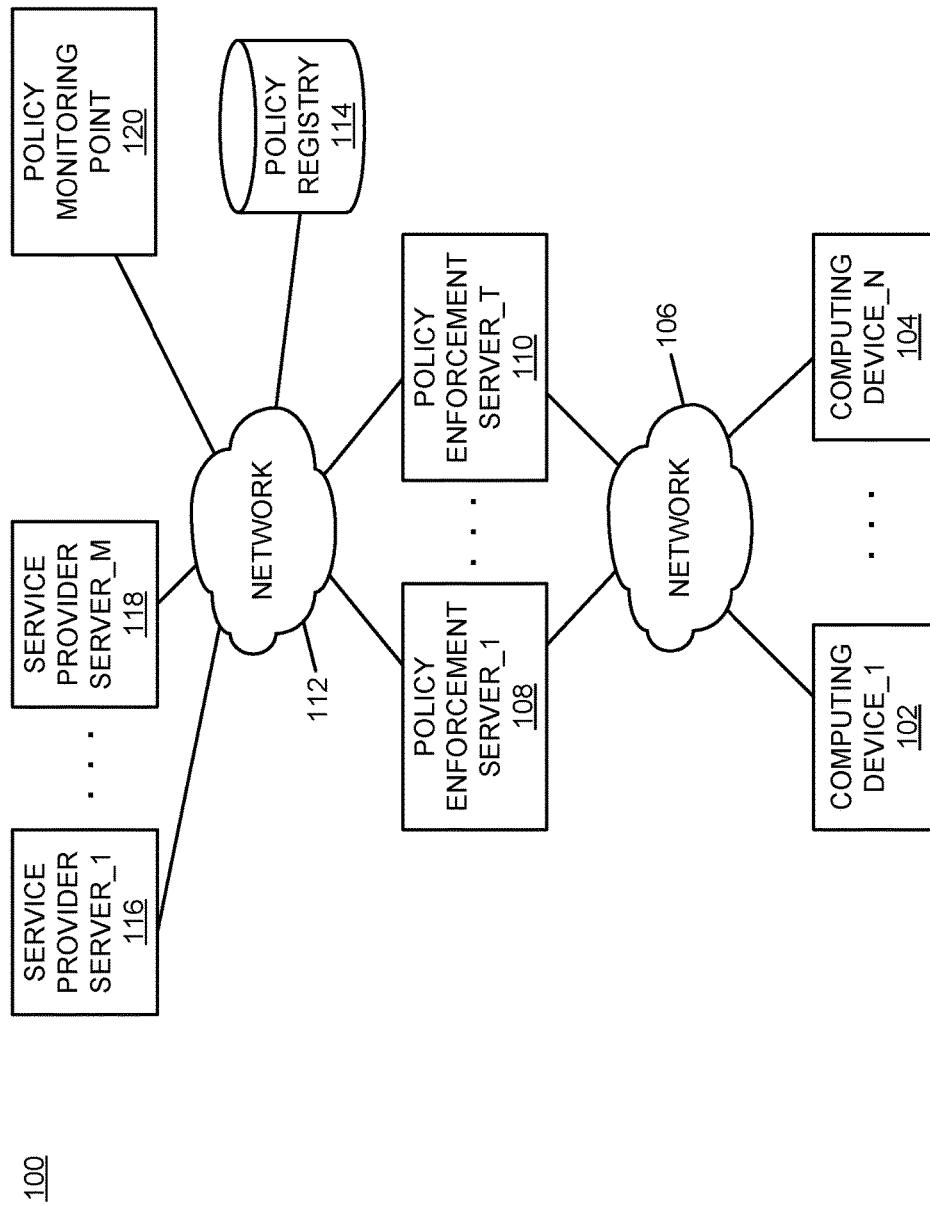 100
SERVICE
PROVIDER
SERVER_1
116
. . .
SERVICE
PROVIDER
SERVER_M
118
POLICY
MONITORING
POINT
120
112
NETWORK
POLICY
REGISTRY
114
POLICY
ENFORCEMENT
SERVER_1
108
. . .
POLICY
ENFORCEMENT
SERVER_T
110
NETWORK
106
COMPUTING
DEVICE_1
102
. . .
COMPUTING
DEVICE_N
104